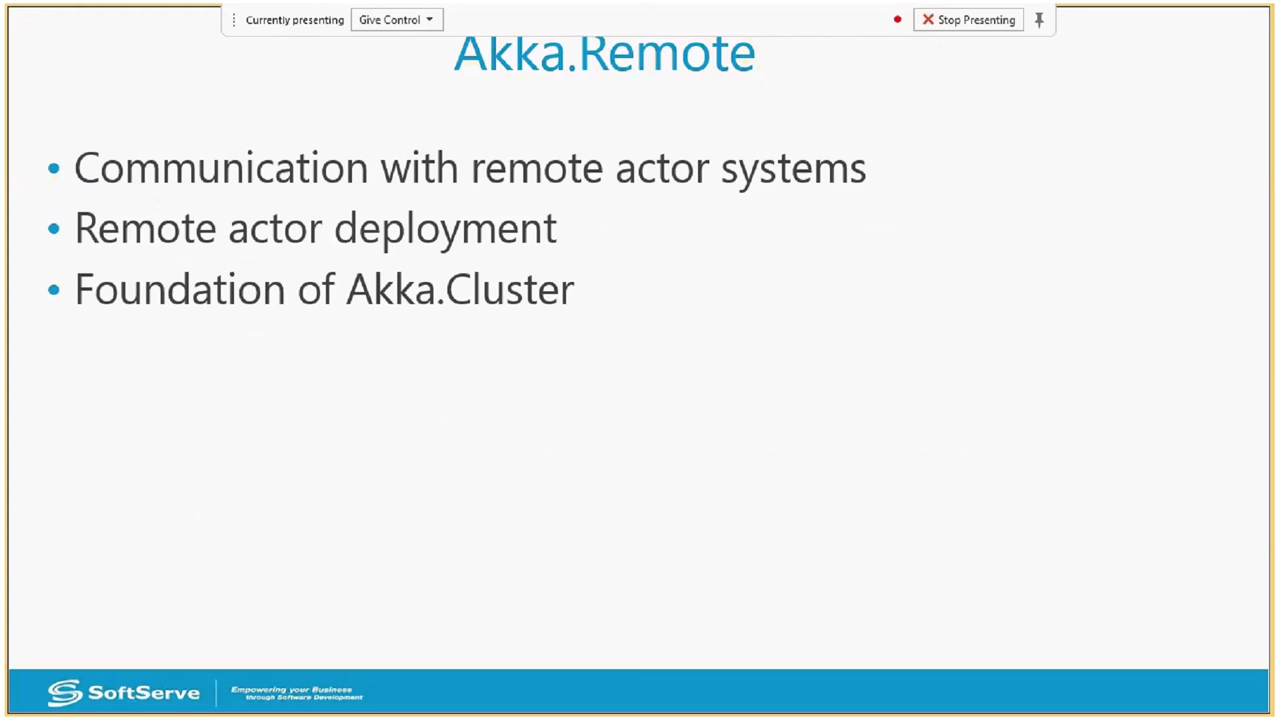 Currently presenting Give Control Stop Presenting
Akka.Remote
• Communication with remote actor systems
• Remote actor deployment
• Foundation of Akka.Cluster
SoftServe
Empowering your Business
through Software Development